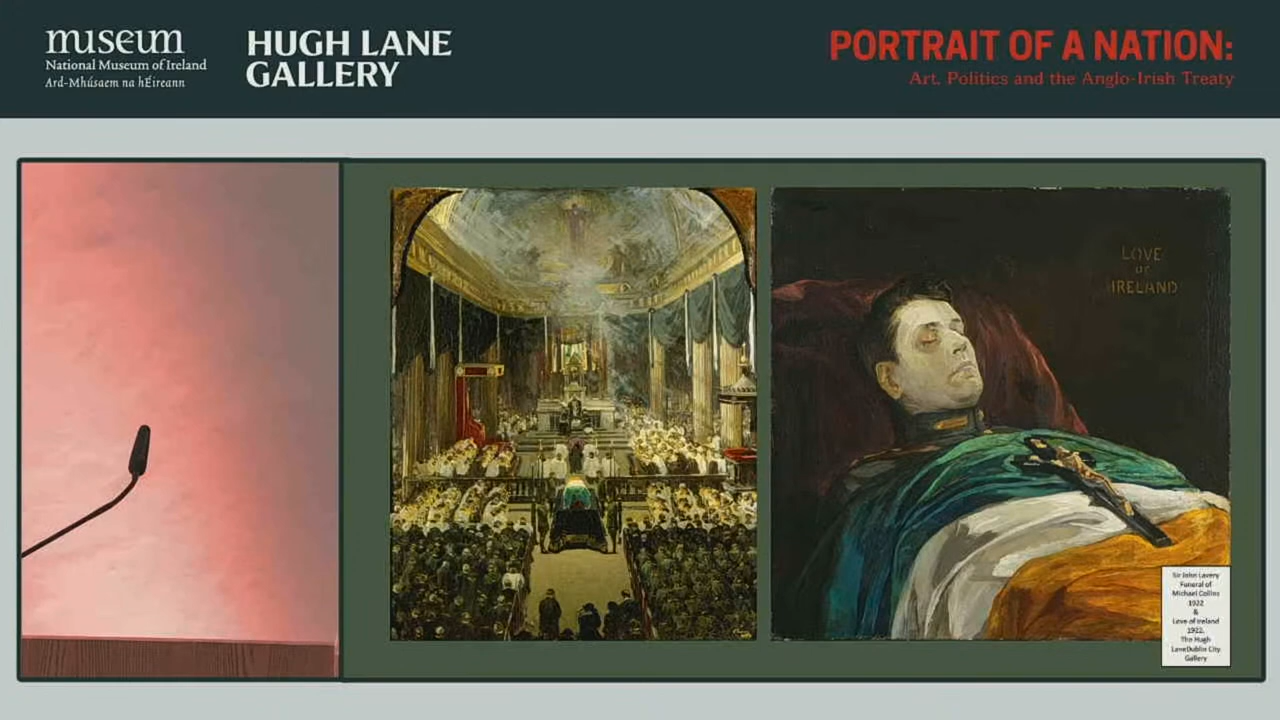 museum
National Museum of Ireland
Ard-Mhúsaem na hÉireann
HUGH LANE
GALLERY
PORTRAIT OF A NATION:
Art, Politics and the Anglo-Irish Treaty
LOVE
OF
IRELAND
Sir John Lavery
Funeral of
Michael Collins
1922
&
Love of Ireland
1922,
The Hugh
LaneDublin City
Gallery